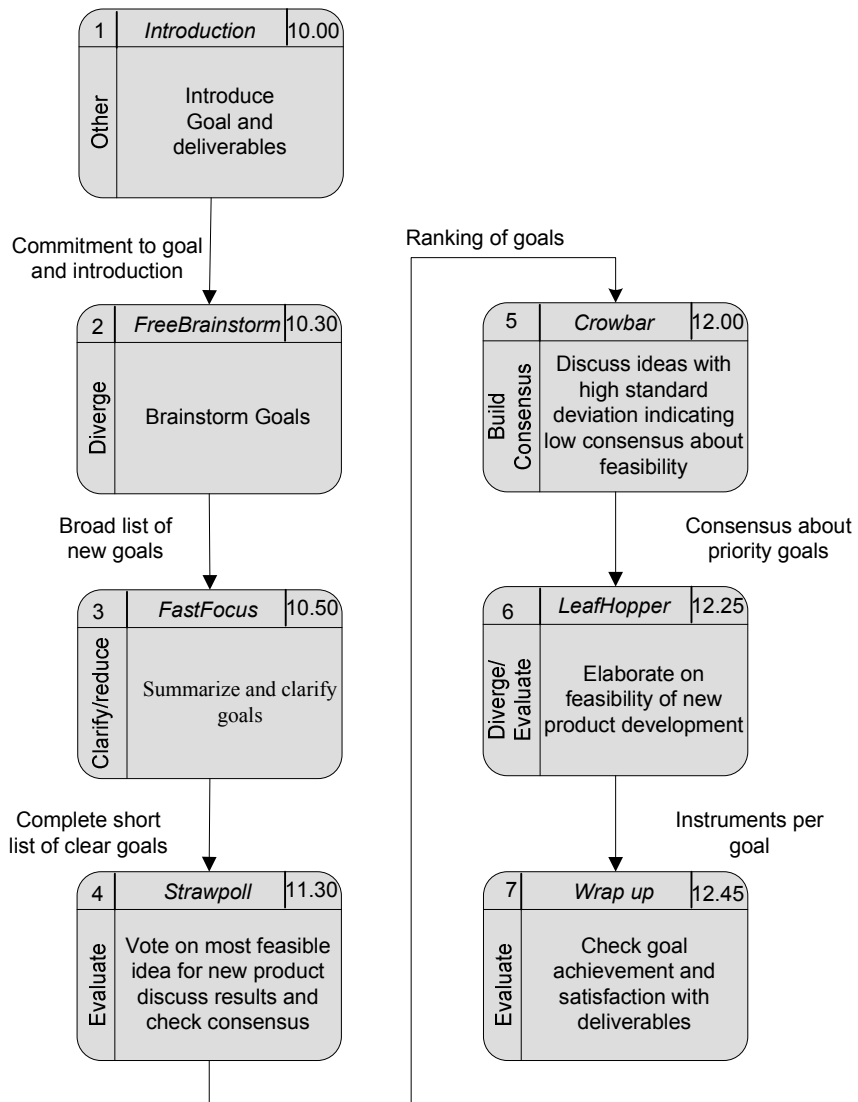 1 Introduction 10.00
Other
Introduce
Goal and
deliverables
Commitment to goal
and introduction
2 FreeBrainstorm 10.30
Diverge
Brainstorm Goals
Broad list of
new goals
3 FastFocus 10.50
Clarify/reduce
Summarize and clarify
goals
Complete short
list of clear goals
4 Strawpoll 11.30
Evaluate
Vote on most feasible
idea for new product
discuss results and
check consensus
Ranking of goals
5 Crowbar 12.00
Build
Consensus
Discuss ideas with
high standard
deviation indicating
low consensus about
feasibility
Consensus about
priority goals
6 LeafHopper 12.25
Diverge/
Evaluate
Elaborate on
feasibility of new
product development
Instruments per
goal
7 Wrap up 12.45
Evaluate
Check goal
achievement and
satisfaction with
deliverables